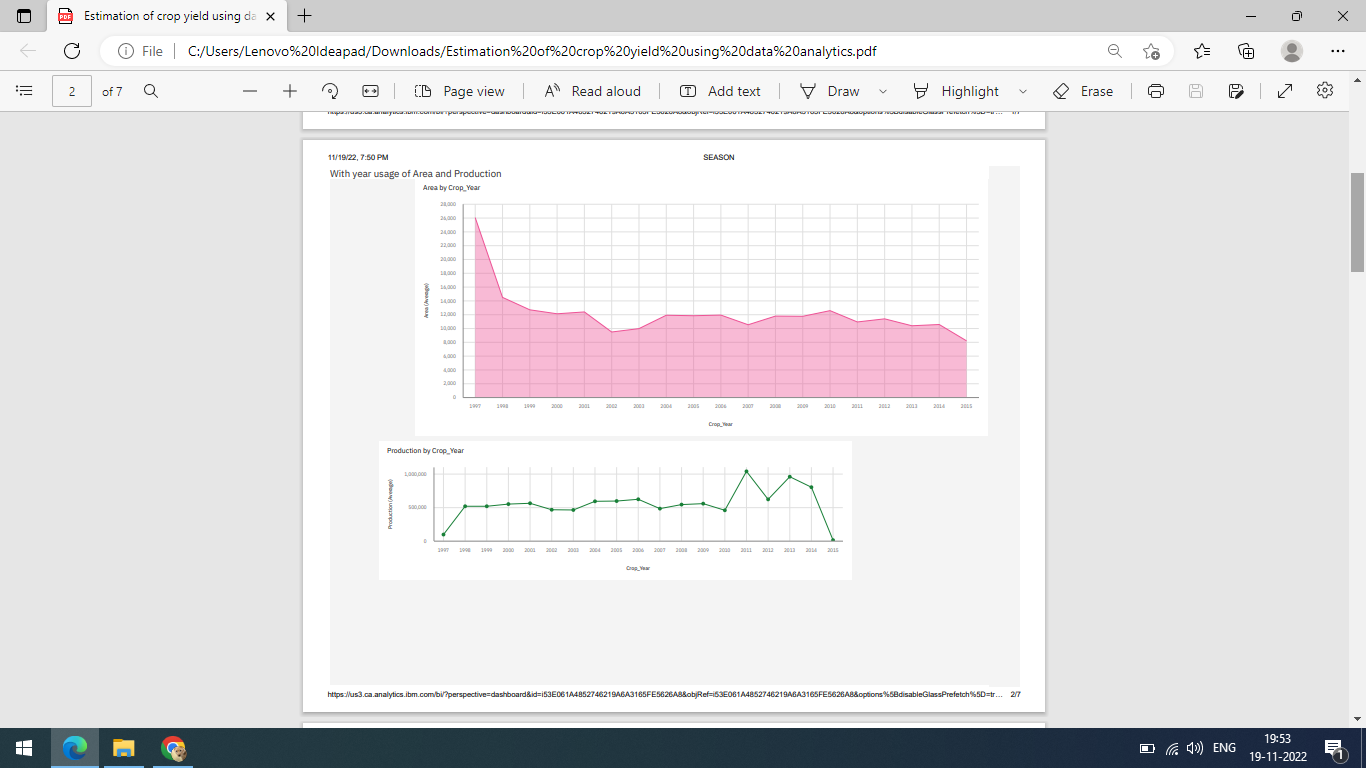 Estimation of crop yield using da
File
C:/Users/Lenovo%20Ideapad/Downloads/Estimation%20of%20crop%20yield%20using%20data%20analytics.pdf
2 of 7
Page view
Read aloud
Add text
Draw
Highlight
Erase
11/19/22, 7:50 PM SEASON
With year usage of Area and Production
Area by Crop_Year
28,000
26,000
24,000
22,000
20,000
18,000
16,000
14,000
12,000
10,000
8,000
6,000
4,000
2,000
0
Area (Average)
1997 1998 1999 2000 2001 2002 2003 2004 2005 2006 2007 2008 2009 2010 2011 2012 2013 2014 2015
Crop_Year
Production by Crop_Year
1,000,000
500,000
0
Production (Average)
1997 1998 1999 2000 2001 2002 2003 2004 2005 2006 2007 2008 2009 2010 2011 2012 2013 2014 2015
Crop_Year
https://us3.ca.analytics.ibm.com/bi/?perspective=dashboard&id=i53E061A4852746219A6A3165FE5626A8&objRef=i53E061A4852746219A6A3165FE5626A8&options%5BdisableGlassPrefetch%5D=tr... 2/7
ENG
19:53
19-11-2022
1